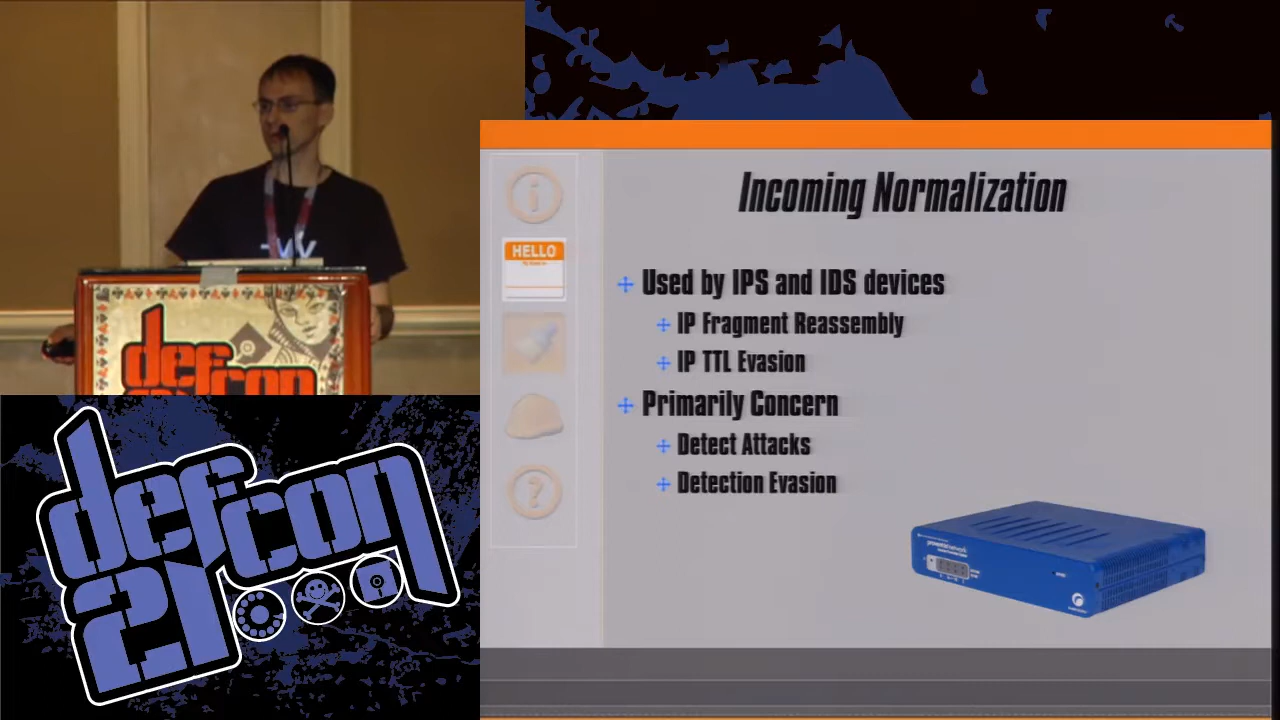 Incoming Normalization
HELLO
Used by IPS and IDS devices
IP Fragment Reassembly
IP TTL Evasion
Primarily Concern
Detect Attacks
Detection Evasion
defcon
defcon
21